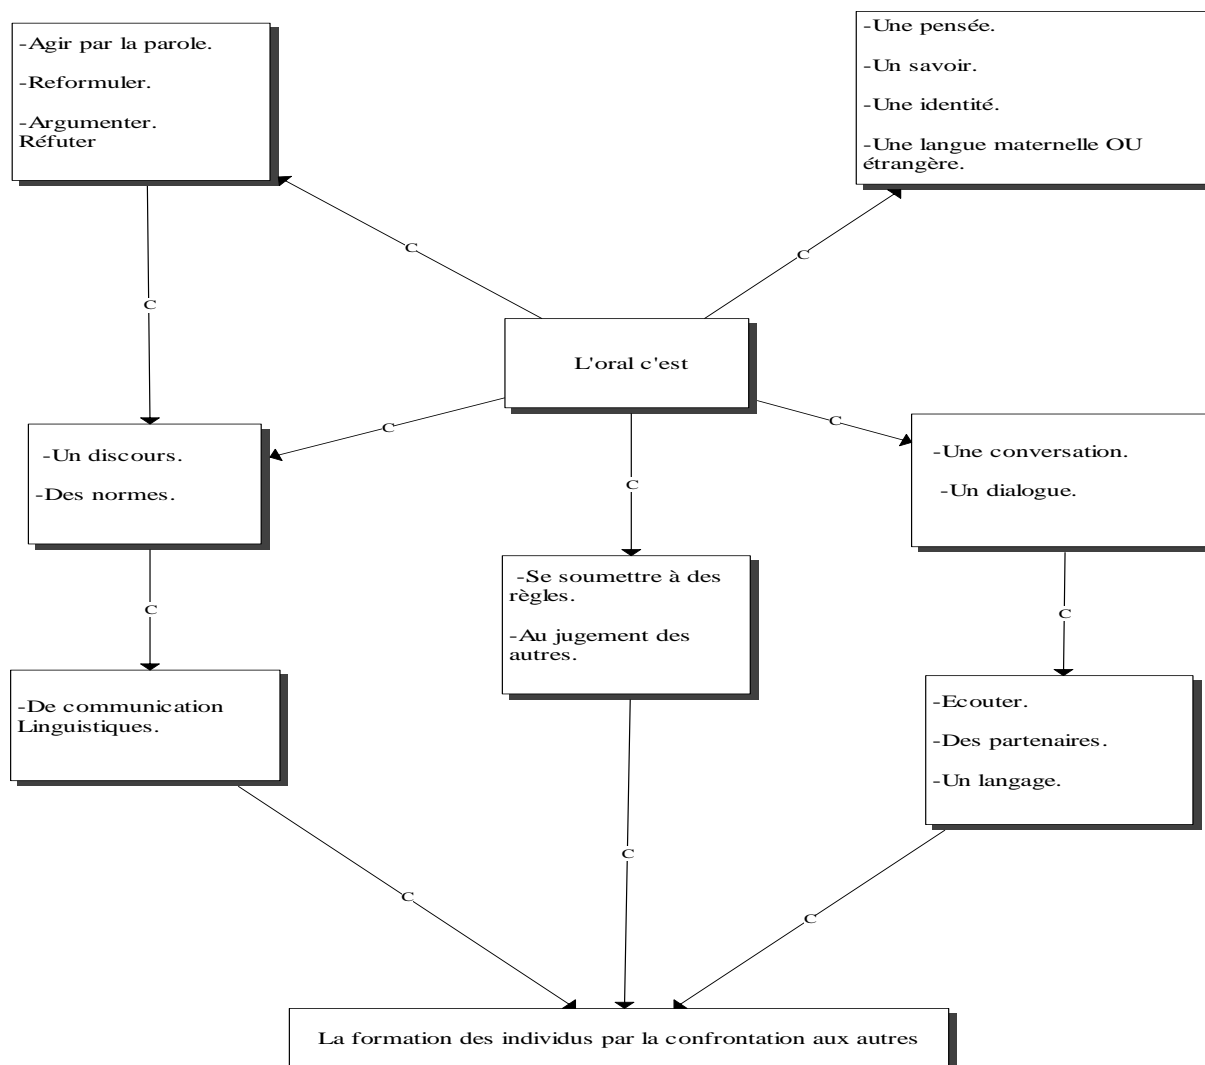 -Agir par la parole.
-Reformuler.
-Argumenter.
Réfuter
-Une pensée.
-Un savoir.
-Une identité.
-Une langue maternelle OU
étrangère.
C
C
C
L'oral c'est
C
C
C
-Un discours.
-Des normes.
-Une conversation.
-Un dialogue.
-Se soumettre à des
règles.
-Au jugement des
autres.
C
C
-De communication
Linguistiques.
-Ecouter.
-Des partenaires.
-Un langage.
C
C
C
La formation des individus par la confrontation aux autres